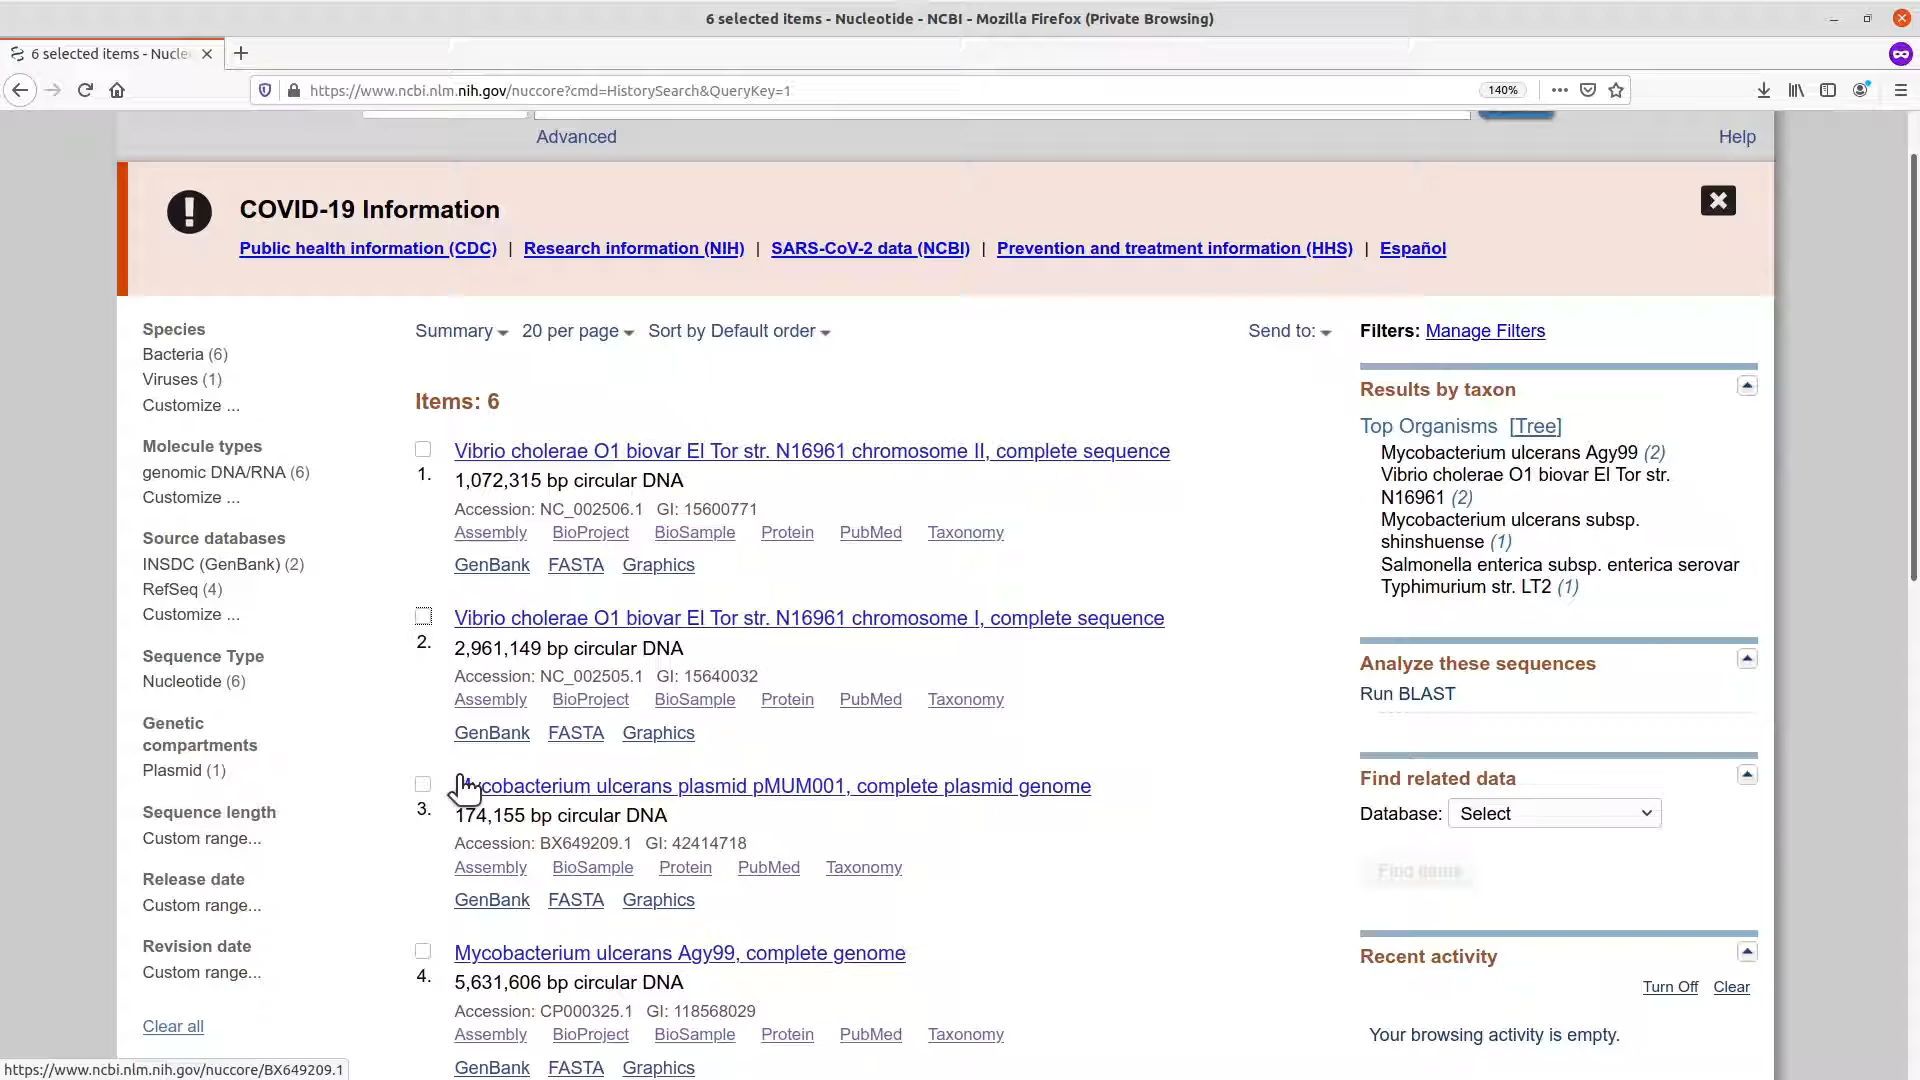 6 selected items - Nucleotide - NCBI - Mozilla Firefox (Private Browsing)
6 selected items - Nucle
https://www.ncbi.nlm.nih.gov/nuccore?cmd=HistorySearch&QueryKey=1
140%
Advanced
Help
COVID-19 Information
Public health information (CDC) | Research information (NIH) | SARS-CoV-2 data (NCBI) | Prevention and treatment information (HHS) | Español
Species
Bacteria (6)
Viruses (1)
Customize ...
Molecule types
genomic DNA/RNA (6)
Customize ...
Source databases
INSDC (GenBank) (2)
RefSeq (4)
Customize ...
Sequence Type
Nucleotide (6)
Genetic
compartments
Plasmid (1)
Sequence length
Custom range...
Release date
Custom range...
Revision date
Custom range...
Clear all
Summary 20 per page Sort by Default order
Send to:
Items: 6
Vibrio cholerae O1 biovar El Tor str. N16961 chromosome II, complete sequence
1.
1,072,315 bp circular DNA
Accession: NC_002506.1 GI: 15600771
Assembly BioProject BioSample Protein PubMed Taxonomy
GenBank FASTA Graphics
Vibrio cholerae O1 biovar El Tor str. N16961 chromosome I, complete sequence
2.
2,961,149 bp circular DNA
Accession: NC_002505.1 GI: 15640032
Assembly BioProject BioSample Protein PubMed Taxonomy
GenBank FASTA Graphics
Mycobacterium ulcerans plasmid pMUM001, complete plasmid genome
3.
174,155 bp circular DNA
Accession: BX649209.1 GI: 42414718
Assembly BioSample Protein PubMed Taxonomy
GenBank FASTA Graphics
Mycobacterium ulcerans Agy99, complete genome
4.
5,631,606 bp circular DNA
Accession: CP000325.1 GI: 118568029
Assembly BioProject BioSample Protein PubMed Taxonomy
GenBank FASTA Graphics
Filters: Manage Filters
Results by taxon
Top Organisms [Tree]
Mycobacterium ulcerans Agy99 (2)
Vibrio cholerae O1 biovar El Tor str.
N16961 (2)
Mycobacterium ulcerans subsp.
shinshuense (1)
Salmonella enterica subsp. enterica serovar
Typhimurium str. LT2 (1)
Analyze these sequences
Run BLAST
Find related data
Database: Select
Find items
Recent activity
Turn Off Clear
Your browsing activity is empty.
https://www.ncbi.nlm.nih.gov/nuccore/BX649209.1